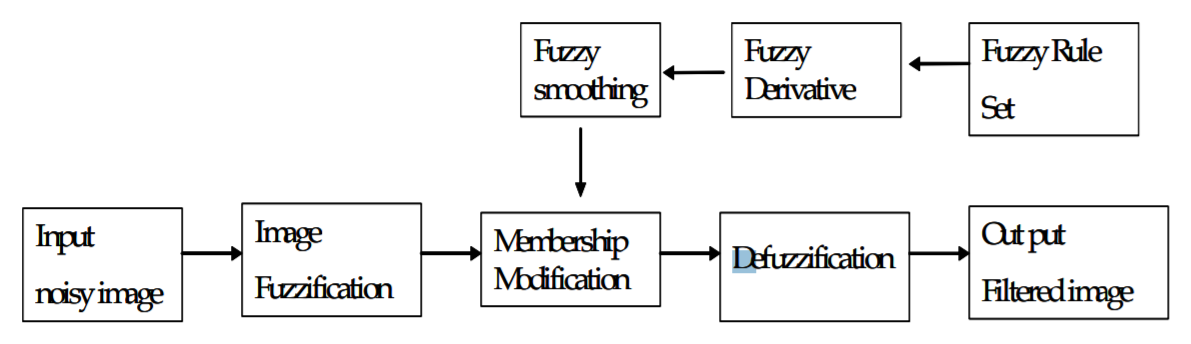 Fuzzy
smoothing
Fuzzy
Derivative
Fuzzy Rule
Set
Input
noisy image
Image
Fuzzification
Membership
Modification
Defuzzification
Out put
Filtered image